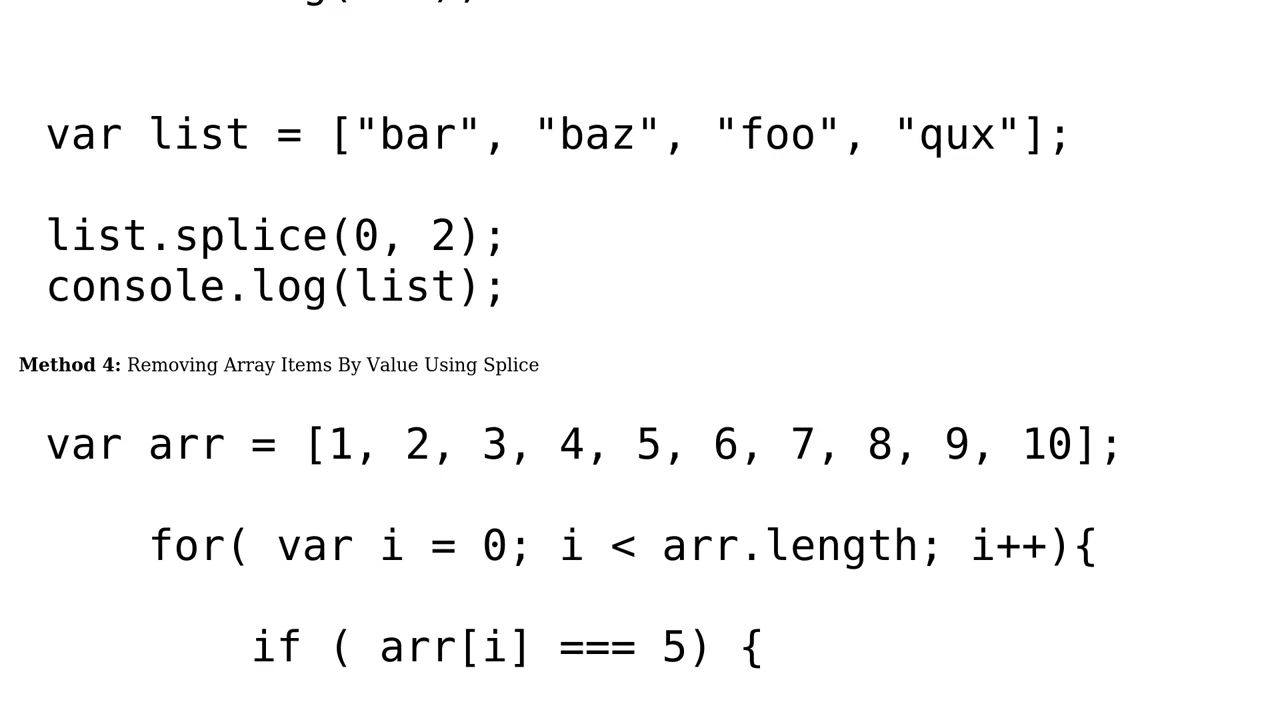 var list = ["bar", "baz", "foo", "qux"];
list.splice(0, 2);
console.log(list);
Method 4: Removing Array Items By Value Using Splice
var arr = [1, 2, 3, 4, 5, 6, 7, 8, 9, 10];
for( var i = 0; i < arr.length; i++){
if ( arr[i] === 5) {